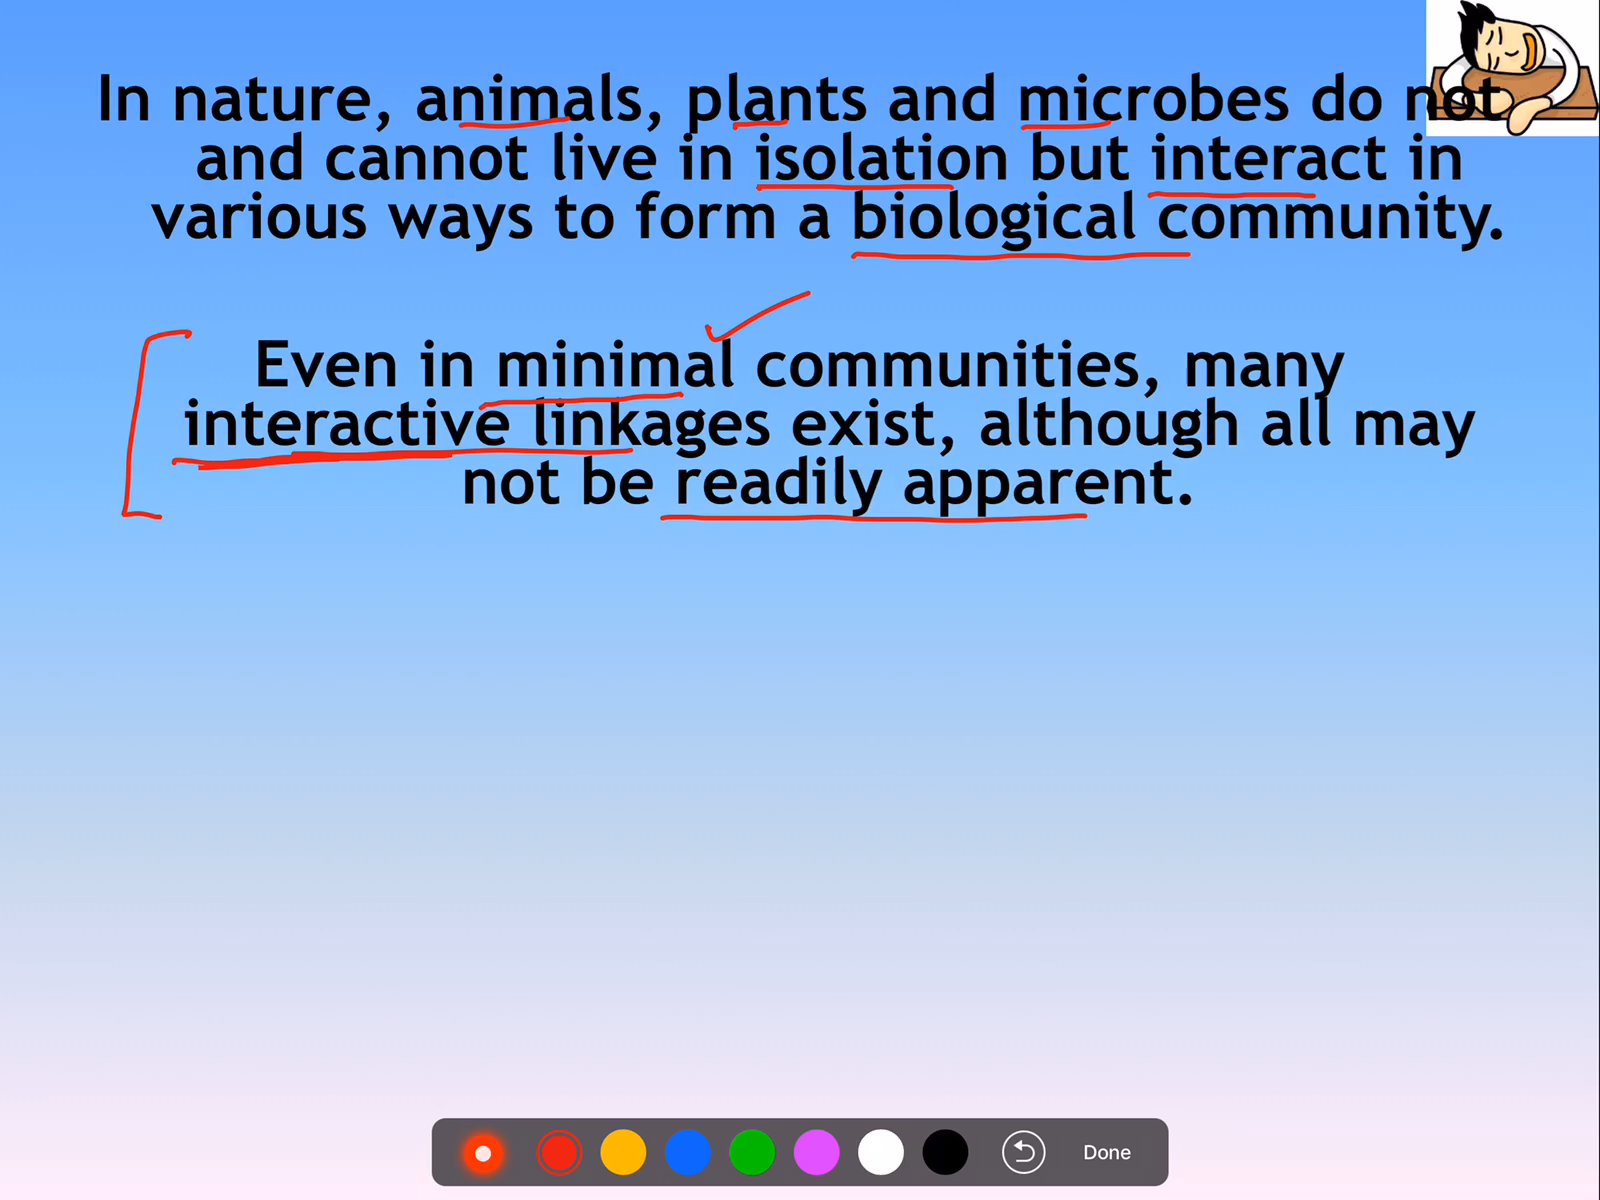 In nature, animals, plants and microbes do not
and cannot live in isolation but interact in
various ways to form a biological community.
Even in minimal communities, many
interactive linkages exist, although all may
not be readily apparent.
Done